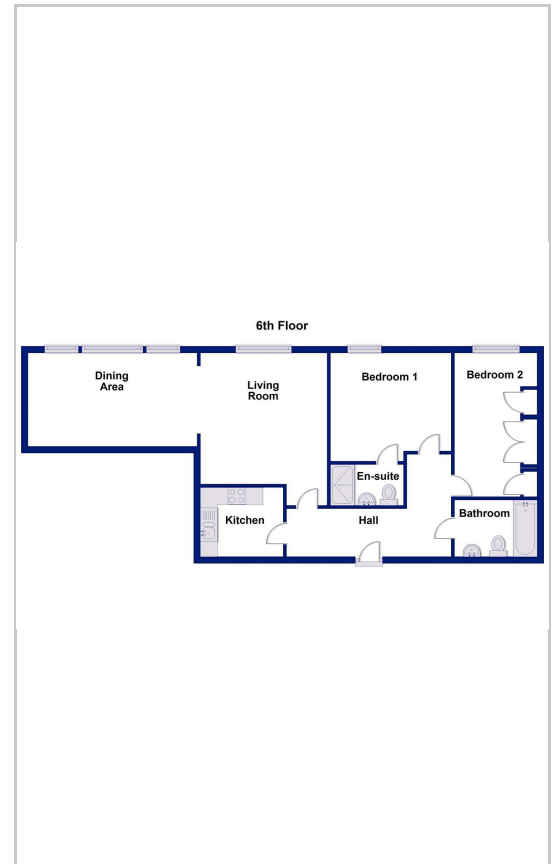 6th Floor
Dining
Area
Living
Room
Bedroom 1
Bedroom 2
En-suite
Kitchen
Hall
Bathroom